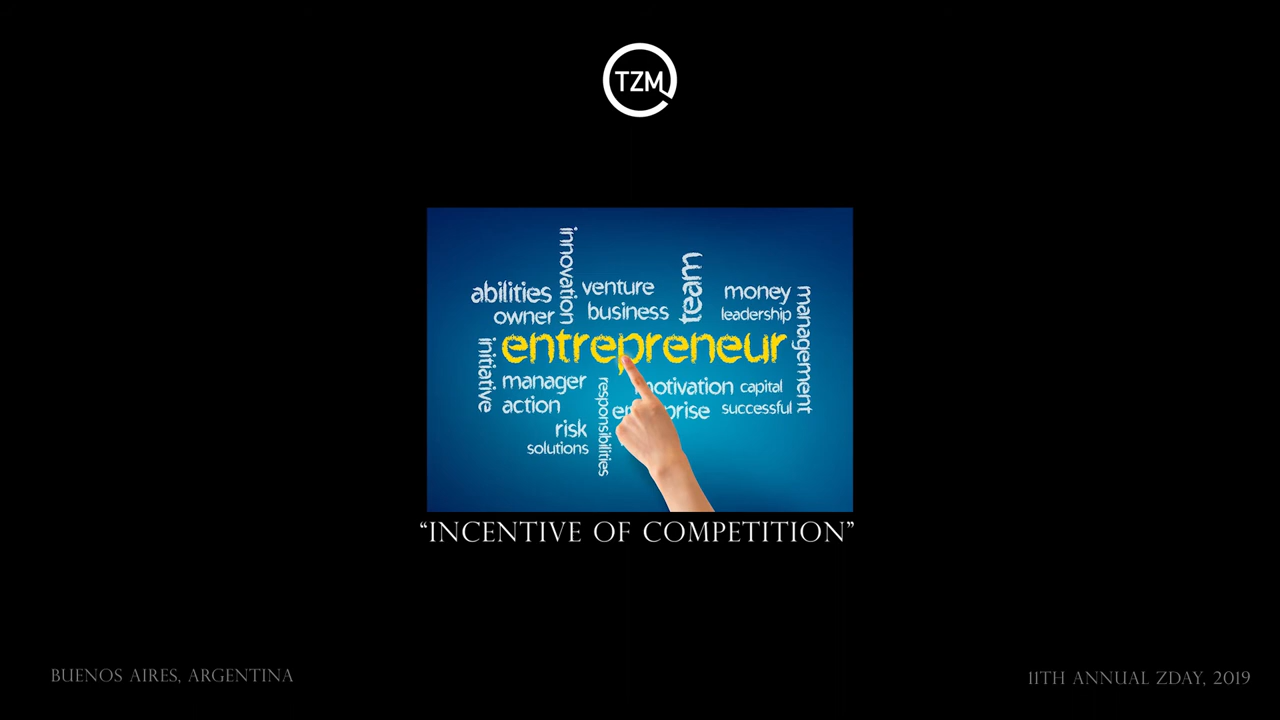 TZM
innovation
team
abilities
venture
money
management
owner
business
leadership
initiative
entrepreneur
manager
responsibilities
motivation
capital
action
enterprise
successful
risk
solutions
“INCENTIVE OF COMPETITION”
BUENOS AIRES, ARGENTINA
11TH ANNUAL ZDAY, 2019